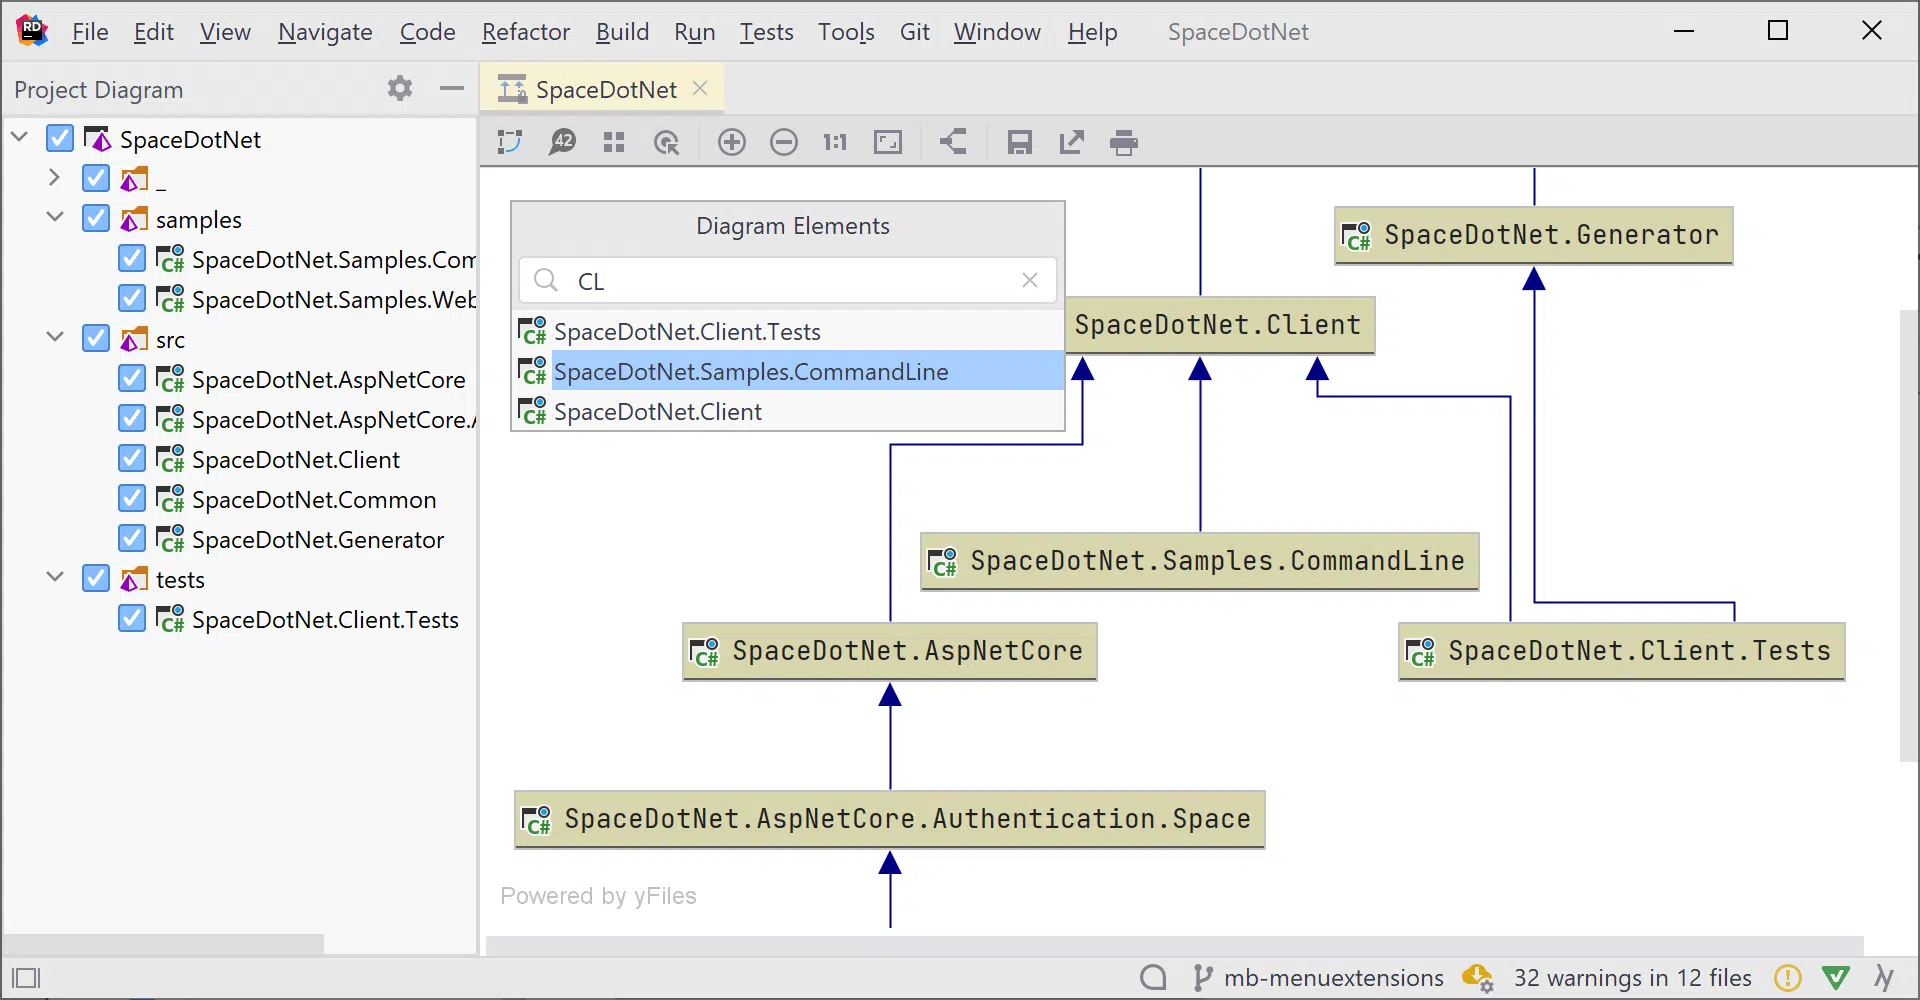 File Edit View Navigate Code Refactor Build Run Tests Tools Git Window Help SpaceDotNet
Project Diagram
SpaceDotNet
SpaceDotNet
_
samples
SpaceDotNet.Samples.Com
SpaceDotNet.Samples.Web
src
SpaceDotNet.AspNetCore
SpaceDotNet.AspNetCore.A
SpaceDotNet.Client
SpaceDotNet.Common
SpaceDotNet.Generator
tests
SpaceDotNet.Client.Tests
42 1:1
Diagram Elements
CL
C# SpaceDotNet.Client.Tests
C# SpaceDotNet.Samples.CommandLine
C# SpaceDotNet.Client
C# SpaceDotNet.Generator
SpaceDotNet.Client
C# SpaceDotNet.Samples.CommandLine
C# SpaceDotNet.AspNetCore
C# SpaceDotNet.Client.Tests
C# SpaceDotNet.AspNetCore.Authentication.Space
Powered by yFiles
mb-menuextensions 32 warnings in 12 files